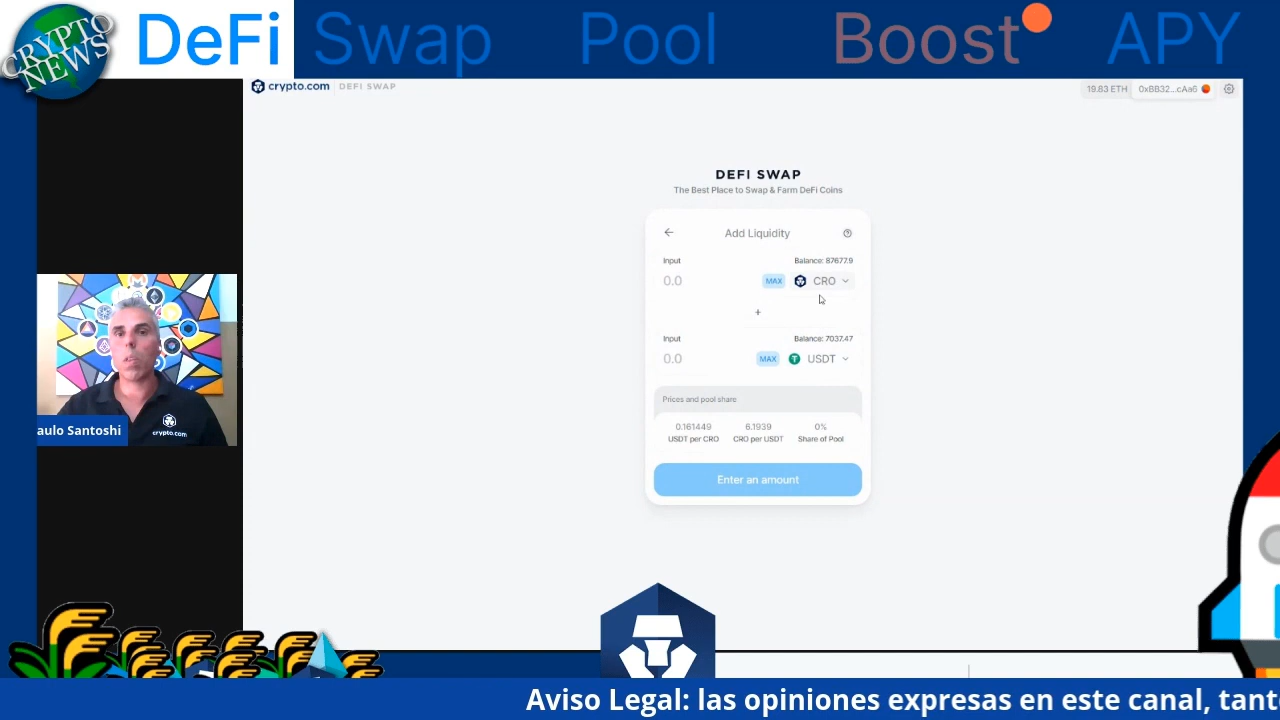 CRYPTO
NEWS
DeFi Swap Pool Boost APY
crypto.com DEFI SWAP
19.83 ETH 0xBB32...cAa6
DEFI SWAP
The Best Place to Swap & Farm DeFi Coins
Add Liquidity
Input Balance: 87677.9
0.0 MAX CRO
+
Input Balance: 7037.47
0.0 MAX USDT
Prices and pool share
0.161449 6.1939 0%
USDT per CRO CRO per USDT Share of Pool
Enter an amount
crypto.com
aulo Santoshi
Aviso Legal: las opiniones expresas en este canal, tant